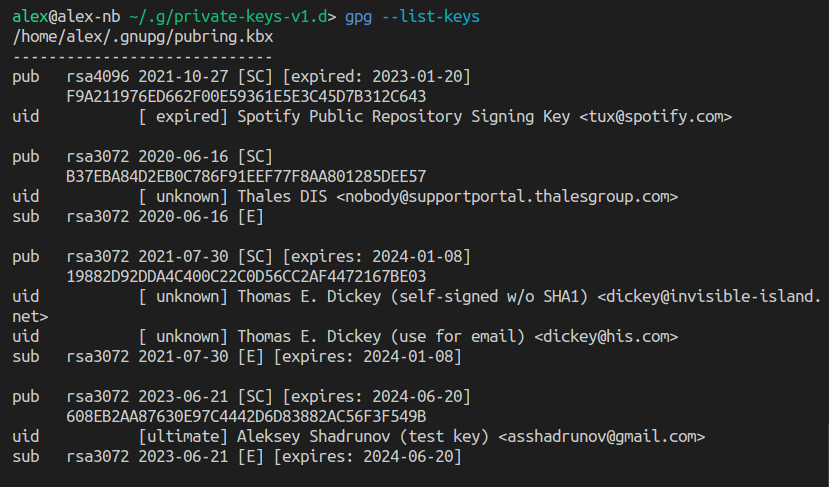 alex@alex-nb ~/.g/private-keys-v1.d> gpg --list-keys
/home/alex/.gnupg/pubring.kbx
-----------------------------
pub   rsa4096 2021-10-27 [SC] [expired: 2023-01-20]
      F9A211976ED662F00E59361E5E3C45D7B312C643
uid           [ expired] Spotify Public Repository Signing Key <tux@spotify.com>

pub   rsa3072 2020-06-16 [SC]
      B37EBA84D2EB0C786F91EEF77F8AA801285DEE57
uid           [ unknown] Thales DIS <nobody@supportportal.thalesgroup.com>
sub   rsa3072 2020-06-16 [E]

pub   rsa3072 2021-07-30 [SC] [expires: 2024-01-08]
      19882D92DDA4C400C22C0D56CC2AF4472167BE03
uid           [ unknown] Thomas E. Dickey (self-signed w/o SHA1) <dickey@invisible-island.
net>
uid           [ unknown] Thomas E. Dickey (use for email) <dickey@his.com>
sub   rsa3072 2021-07-30 [E] [expires: 2024-01-08]

pub   rsa3072 2023-06-21 [SC] [expires: 2024-06-20]
      608EB2AA87630E97C4442D6D83882AC56F3F549B
uid           [ultimate] Aleksey Shadrunov (test key) <asshadrunov@gmail.com>
sub   rsa3072 2023-06-21 [E] [expires: 2024-06-20]